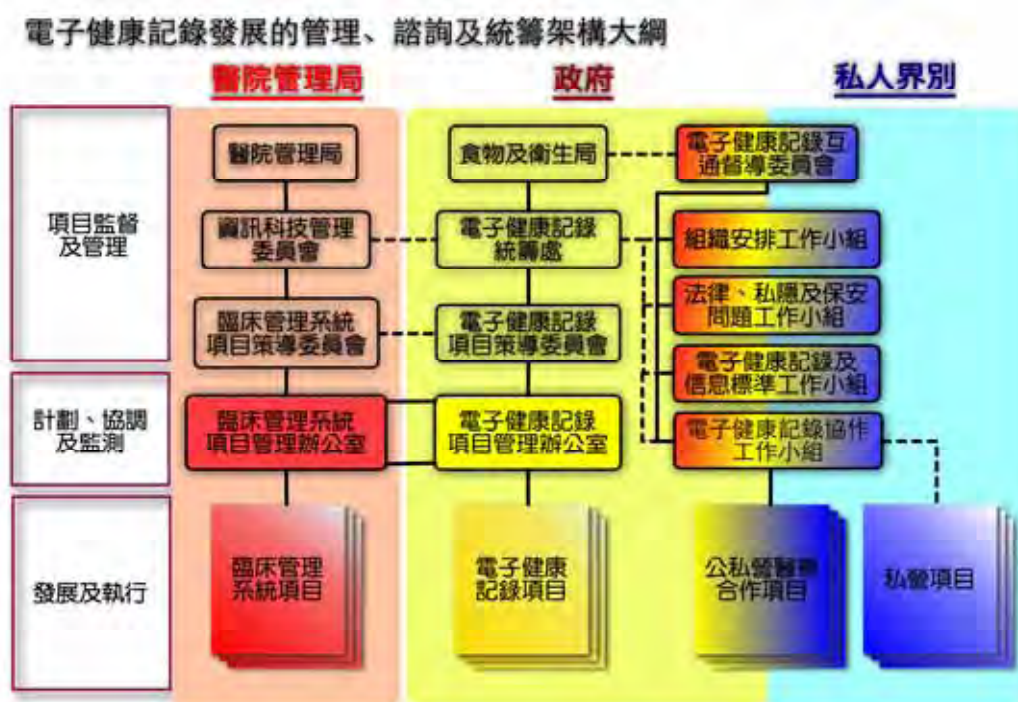 電子健康記錄發展的管理、諮詢及統籌架構大綱
醫院管理局
政府
私人界別
項目監督
及管理
醫院管理局
食物及衞生局
電子健康記錄互
通督導委員會
資訊科技管理
委員會
電子健康記錄
統籌處
組織安排工作小組
法律、私隱及保安
問題工作小組
臨床管理系統
項目策導委員會
電子健康記錄
項目策導委員會
電子健康記錄及
信息標準工作小組
計劃、協調
及監測
臨床管理系統
項目管理辦公室
電子健康記錄
項目管理辦公室
電子健康記錄協作
工作小組
發展及執行
臨床管理
系統項目
電子健康
記錄項目
公私營醫療
合作項目
私營項目